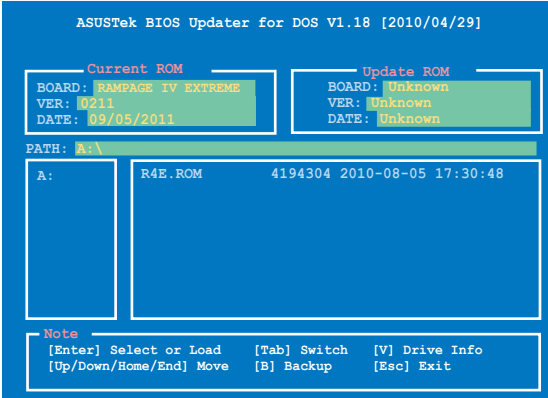 ASUSTek BIOS Updater for DOS V1.18 [2010/04/29]
Current ROM
BOARD: RAMPAGE IV EXTREME
VER: 0211
DATE: 09/05/2011
Update ROM
BOARD: Unknown
VER: Unknown
DATE: Unknown
PATH: A:\
A:
R4E.ROM 4194304 2010-08-05 17:30:48
Note
[Enter] Select or Load [Tab] Switch [V] Drive Info
[Up/Down/Home/End] Move [B] Backup [Esc] Exit